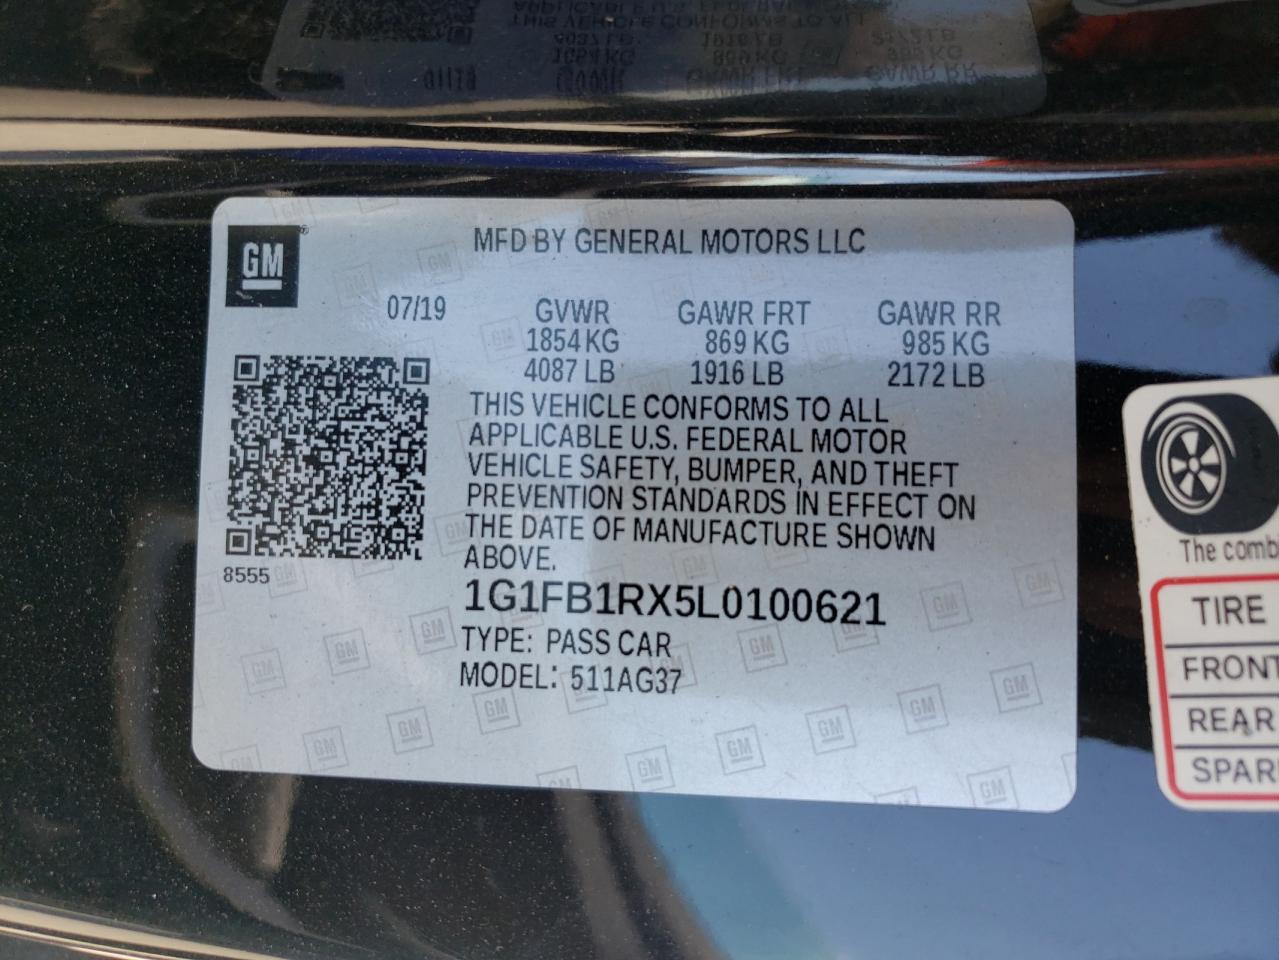 GM
MFD BY GENERAL MOTORS LLC
07/19 GVWR GAWR FRT GAWR RR
1854 KG 869 KG 985 KG
4087 LB 1916 LB 2172 LB
THIS VEHICLE CONFORMS TO ALL
APPLICABLE U.S. FEDERAL MOTOR
VEHICLE SAFETY, BUMPER, AND THEFT
PREVENTION STANDARDS IN EFFECT ON
THE DATE OF MANUFACTURE SHOWN
ABOVE.
8555
1G1FB1RX5L0100621
TYPE: PASS CAR
MODEL: 511AG37
The comb
TIRE
FRONT
REAR
SPAR